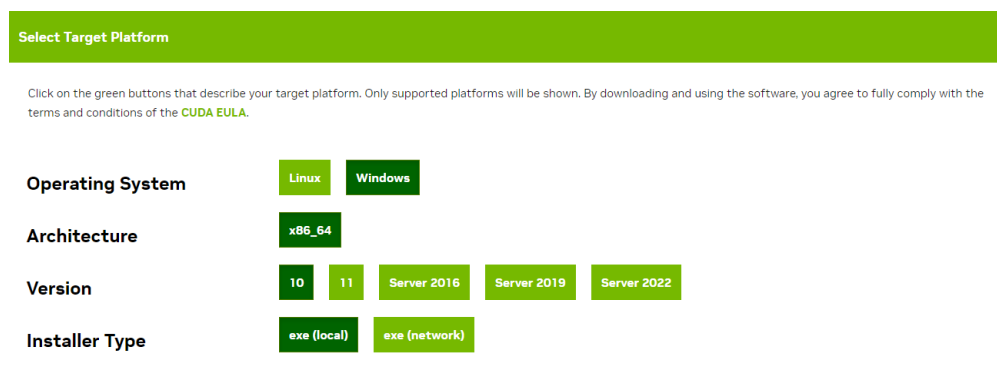 Select Target Platform
Click on the green buttons that describe your target platform. Only supported platforms will be shown. By downloading and using the software, you agree to fully comply with the
terms and conditions of the CUDA EULA.
Operating System Linux Windows
Architecture x86_64
Version 10 11 Server 2016 Server 2019 Server 2022
Installer Type exe (local) exe (network)